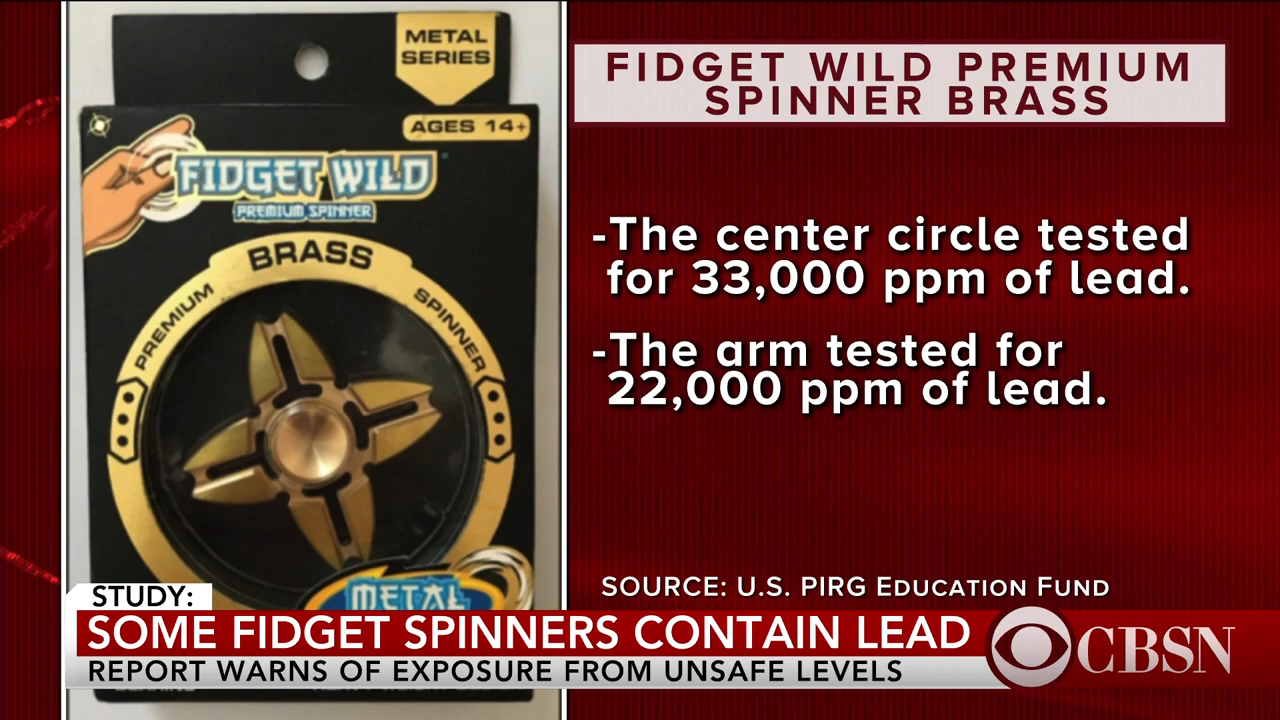 METAL
SERIES
AGES 14+
FIDGET WILD
PREMIUM SPINNER
BRASS
PREMIUM
SPINNER
METAL
FIDGET WILD PREMIUM
SPINNER BRASS
-The center circle tested
for 33,000 ppm of lead.
-The arm tested for
22,000 ppm of lead.
SOURCE: U.S. PIRG EDUCATION FUND
STUDY:
SOME FIDGET SPINNERS CONTAIN LEAD
REPORT WARNS OF EXPOSURE FROM UNSAFE LEVELS
CBSN